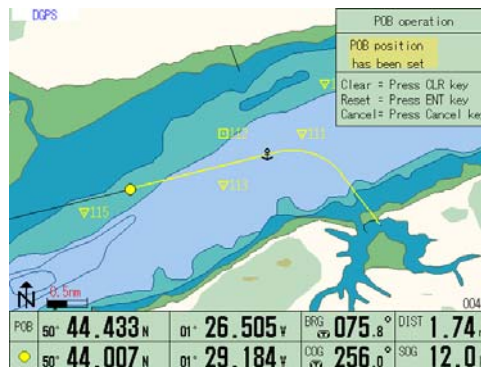 DGPS
POB operation
POB position
has been set
Clear = Press CLR key
Reset = Press ENT key
Cancel= Press Cancel ke
112
111
113
115
N
0.5nm
004
POB 50° 44.433 N 01° 26.505 W BRG 075.8° DIST 1.74
50° 44.007 N 01° 29.184 W COG 256.0° SOG 12.0